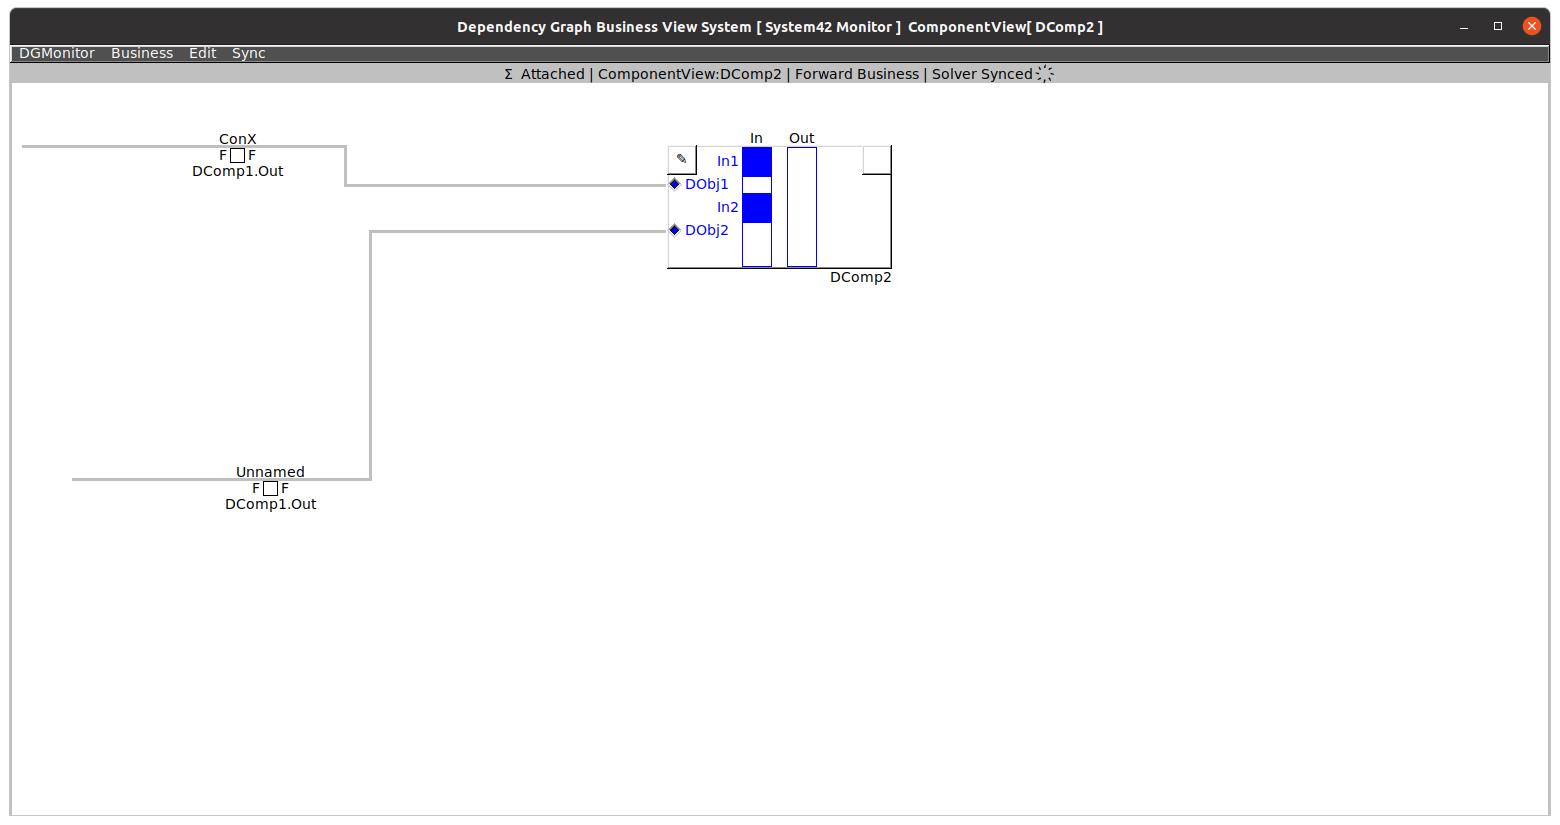 Dependency Graph Business View System [ System42 Monitor ] ComponentView[ DComp2 ]
DGMonitor Business Edit Sync
Σ Attached | ComponentView:DComp2 | Forward Business | Solver Synced
ConX
F F
DComp1.Out
In Out
In1
DObj1
In2
DObj2
DComp2
Unnamed
F F
DComp1.Out